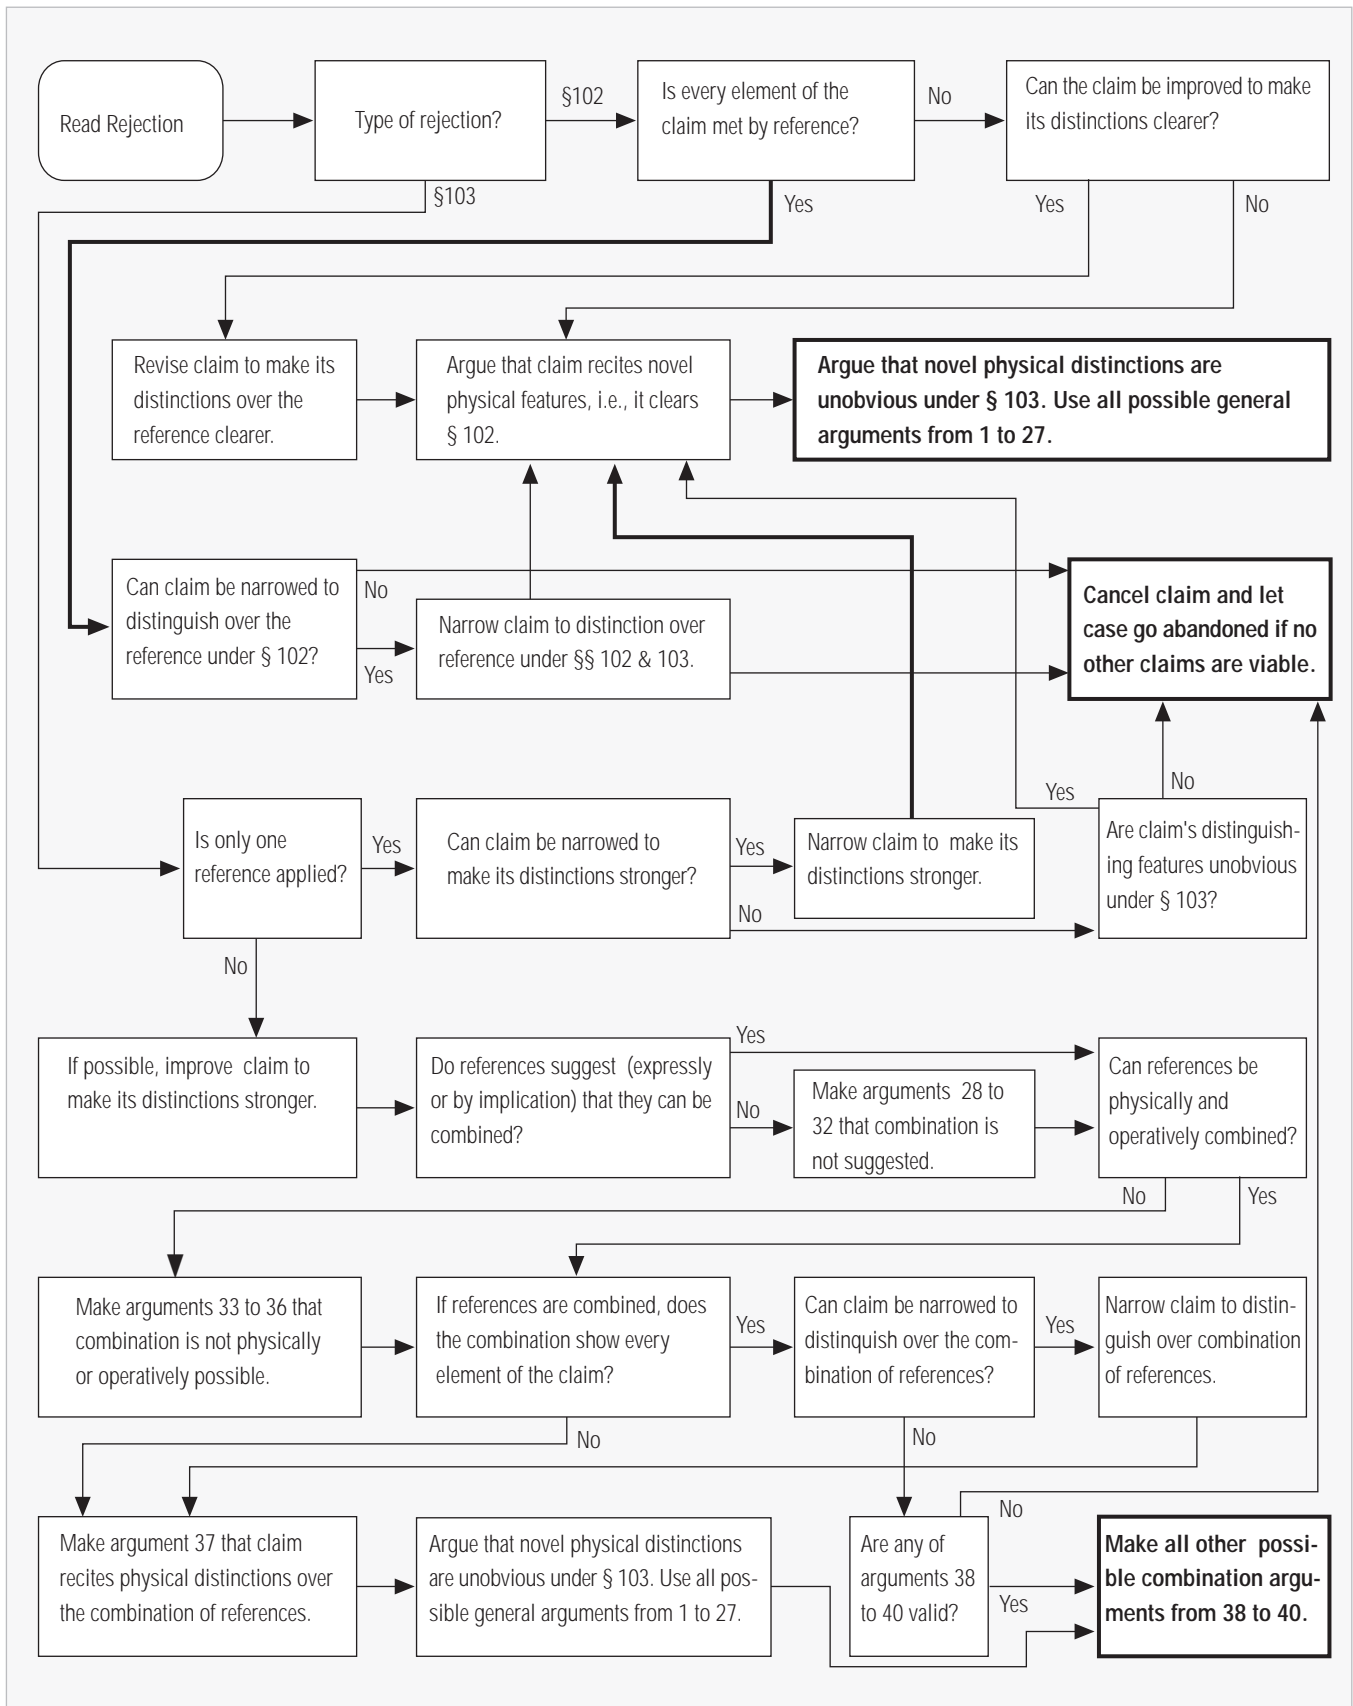 Read Rejection
Type of rejection?
§102
Is every element of the
claim met by reference?
No
Can the claim be improved to make
its distinctions clearer?
§103
Yes
Yes
No
Revise claim to make its
distinctions over the
reference clearer.
Argue that claim recites novel
physical features, i.e., it clears
§ 102.
Argue that novel physical distinctions are
unobvious under § 103. Use all possible general
arguments from 1 to 27.
Can claim be narrowed to
distinguish over the
reference under § 102?
No
Yes
Narrow claim to distinction over
reference under §§ 102 & 103.
Cancel claim and let
case go abandoned if no
other claims are viable.
Is only one
reference applied?
Yes
Can claim be narrowed to
make its distinctions stronger?
Yes
No
Narrow claim to make its
distinctions stronger.
Yes
No
Are claim's distinguish-
ing features unobvious
under § 103?
No
If possible, improve claim to
make its distinctions stronger.
Do references suggest (expressly
or by implication) that they can be
combined?
Yes
No
Make arguments 28 to
32 that combination is
not suggested.
Can references be
physically and
operatively combined?
No
Yes
Make arguments 33 to 36 that
combination is not physically
or operatively possible.
If references are combined, does
the combination show every
element of the claim?
Yes
Can claim be narrowed to
distinquish over the com-
bination of references?
Yes
Narrow claim to distin-
guish over combination
of references.
No
No
Make argument 37 that claim
recites physical distinctions over
the combination of references.
Argue that novel physical distinctions
are unobvious under § 103. Use all pos-
sible general arguments from 1 to 27.
Are any of
arguments 38
to 40 valid?
No
Yes
Make all other possi-
ble combination argu-
ments from 38 to 40.